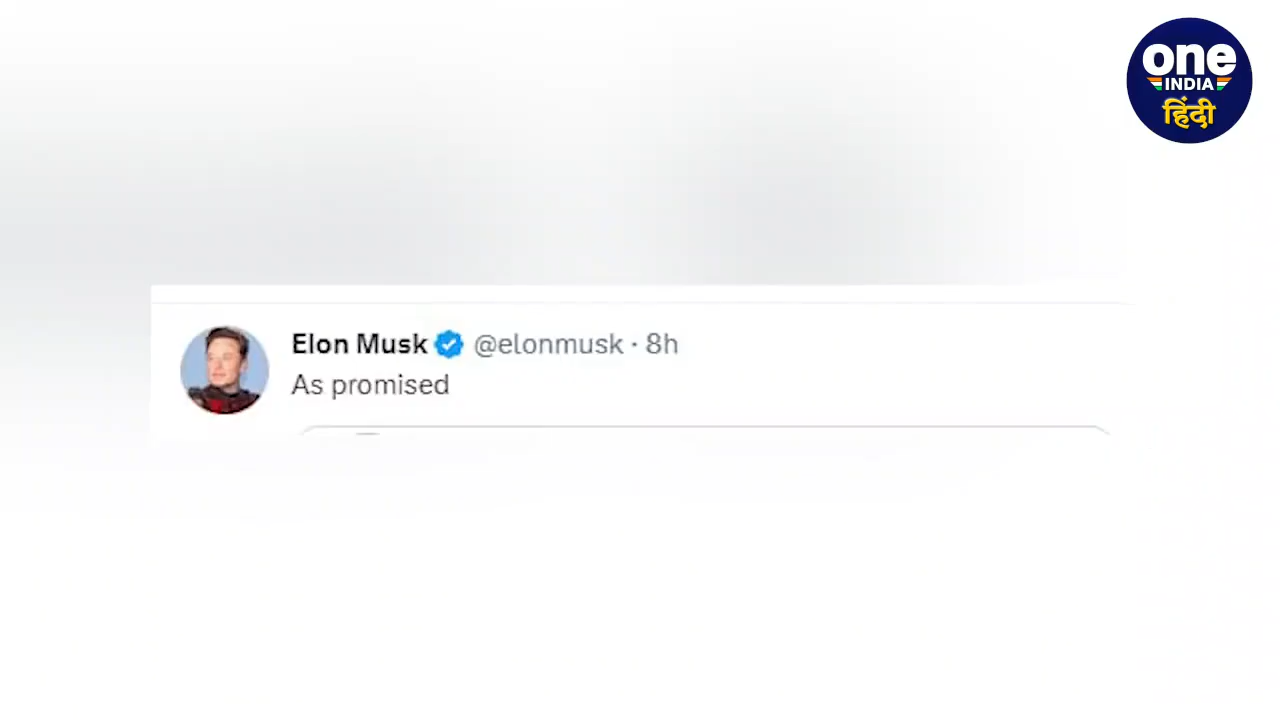 one
INDIA
हिंदी
Elon Musk @elonmusk · 8h
As promised